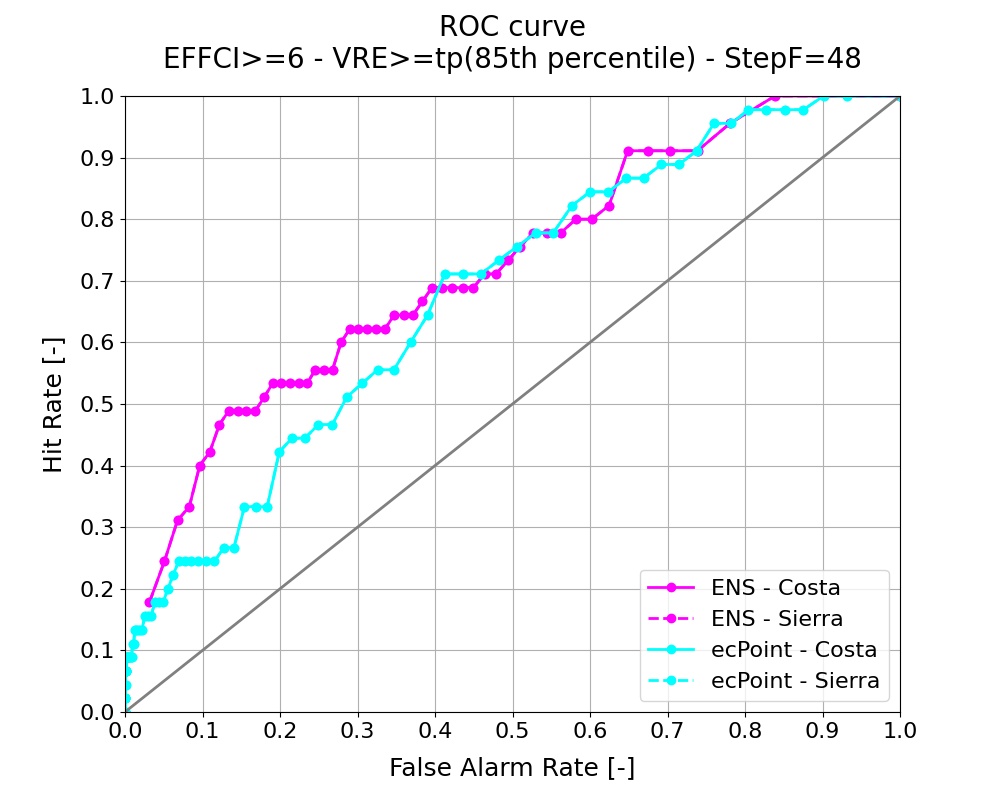 ROC curve
EFFCI>=6 - VRE>=tp(85th percentile) - StepF=48
1.0
0.9
0.8
0.7
0.6
0.5
0.4
0.3
0.2
0.1
0.0
Hit Rate [-]
ENS - Costa
ENS - Sierra
ecPoint - Costa
ecPoint - Sierra
0.0 0.1 0.2 0.3 0.4 0.5 0.6 0.7 0.8 0.9 1.0
False Alarm Rate [-]